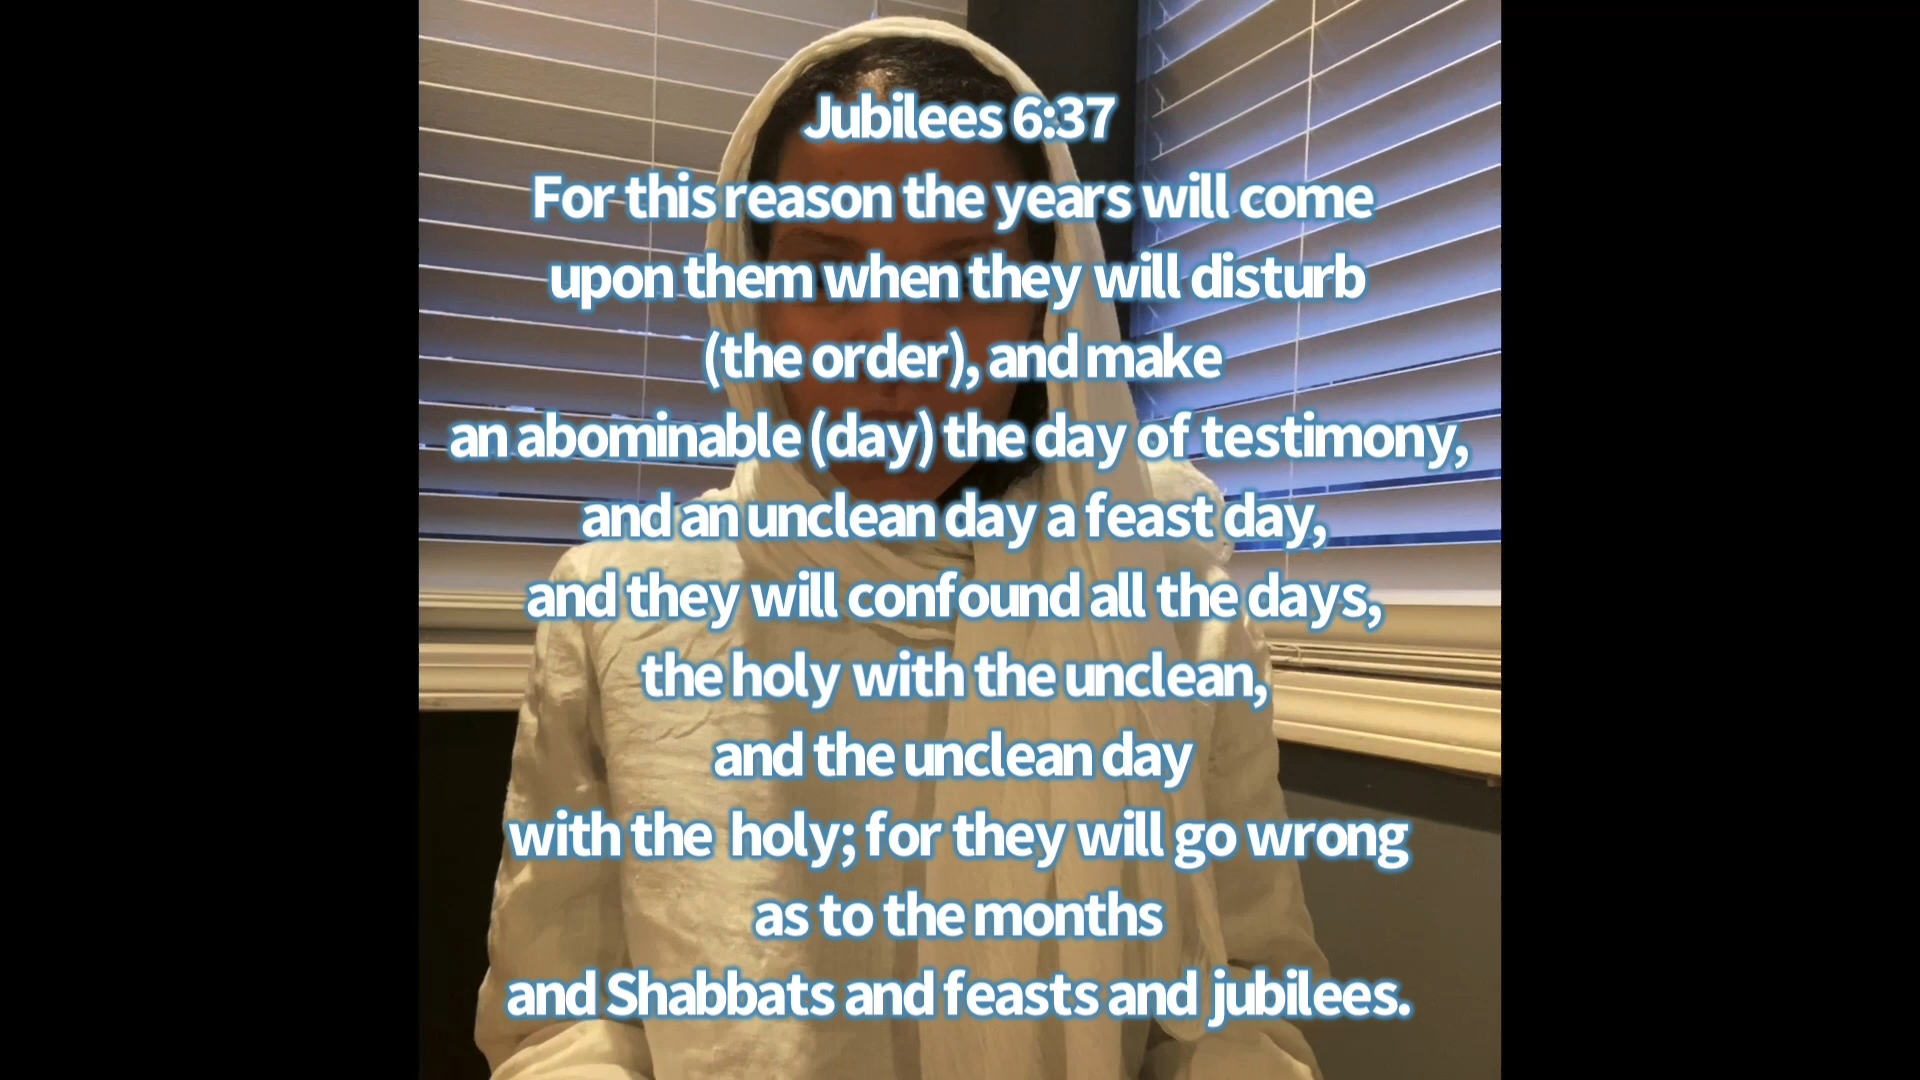 Jubilees 6:37
For this reason the years will come
upon them when they will disturb
(the order), and make
an abominable (day) the day of testimony,
and an unclean day a feast day,
and they will confound all the days,
the holy with the unclean,
and the unclean day
with the holy; for they will go wrong
as to the months
and Shabbats and feasts and jubilees.